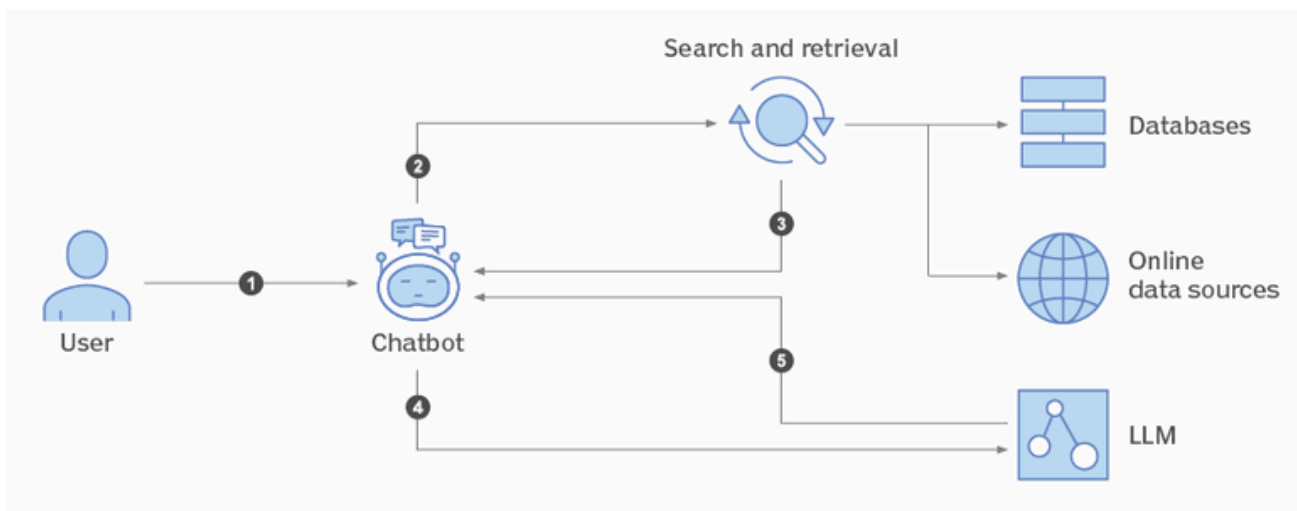 Search and retrieval
Databases
2
3
1
Online
data sources
User
Chatbot
5
4
LLM